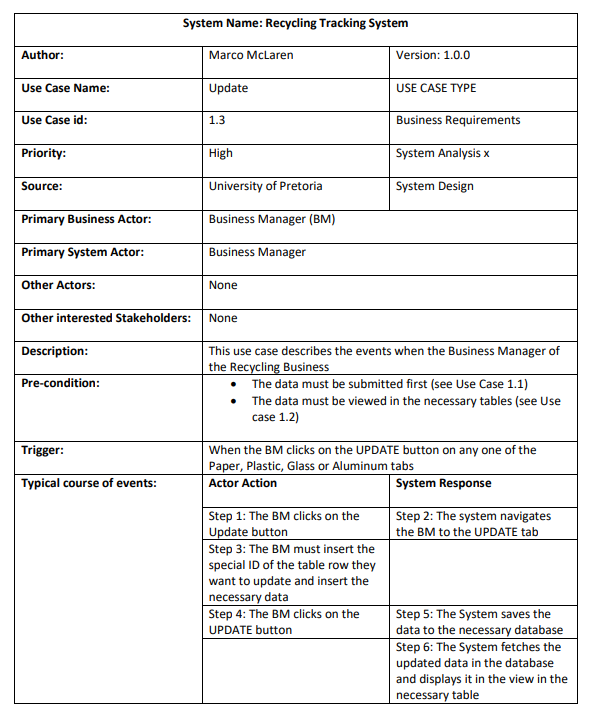 System Name: Recycling Tracking System
Author: Marco McLaren Version: 1.0.0
Use Case Name: Update USE CASE TYPE
Use Case id: 1.3 Business Requirements
Priority: High System Analysis x
Source: University of Pretoria System Design
Primary Business Actor: Business Manager (BM)
Primary System Actor: Business Manager
Other Actors: None
Other interested Stakeholders: None
Description: This use case describes the events when the Business Manager of
the Recycling Business
Pre-condition: • The data must be submitted first (see Use Case 1.1)
• The data must be viewed in the necessary tables (see Use
case 1.2)
Trigger: When the BM clicks on the UPDATE button on any one of the
Paper, Plastic, Glass or Aluminum tabs
Typical course of events: Actor Action System Response
Step 1: The BM clicks on the
Update button
Step 2: The system navigates
the BM to the UPDATE tab
Step 3: The BM must insert the
special ID of the table row they
want to update and insert the
necessary data
Step 4: The BM clicks on the
UPDATE button
Step 5: The System saves the
data to the necessary database
Step 6: The System fetches the
updated data in the database
and displays it in the view in the
necessary table